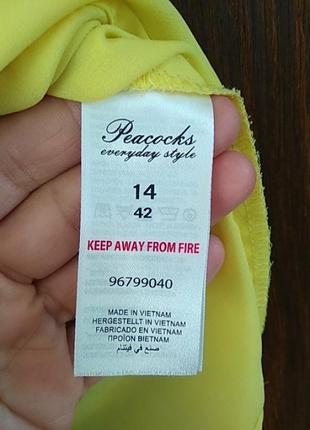 Peacocks
everyday style
14
42
KEEP AWAY FROM FIRE
96799040
MADE IN VIETNAM
HERGESTELLT IN VIETNAM
FABRICADO EN VIETNAM
ΠΡΟΪΟΝ ΒΙΕΤΝΑΜ
صنع في فيتنام